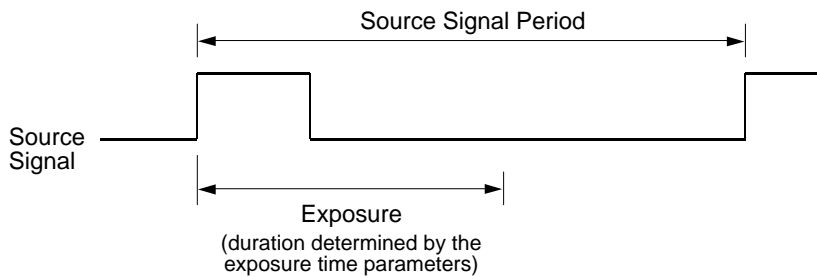 Source Signal Period
Source
Signal
Exposure
(duration determined by the
exposure time parameters)